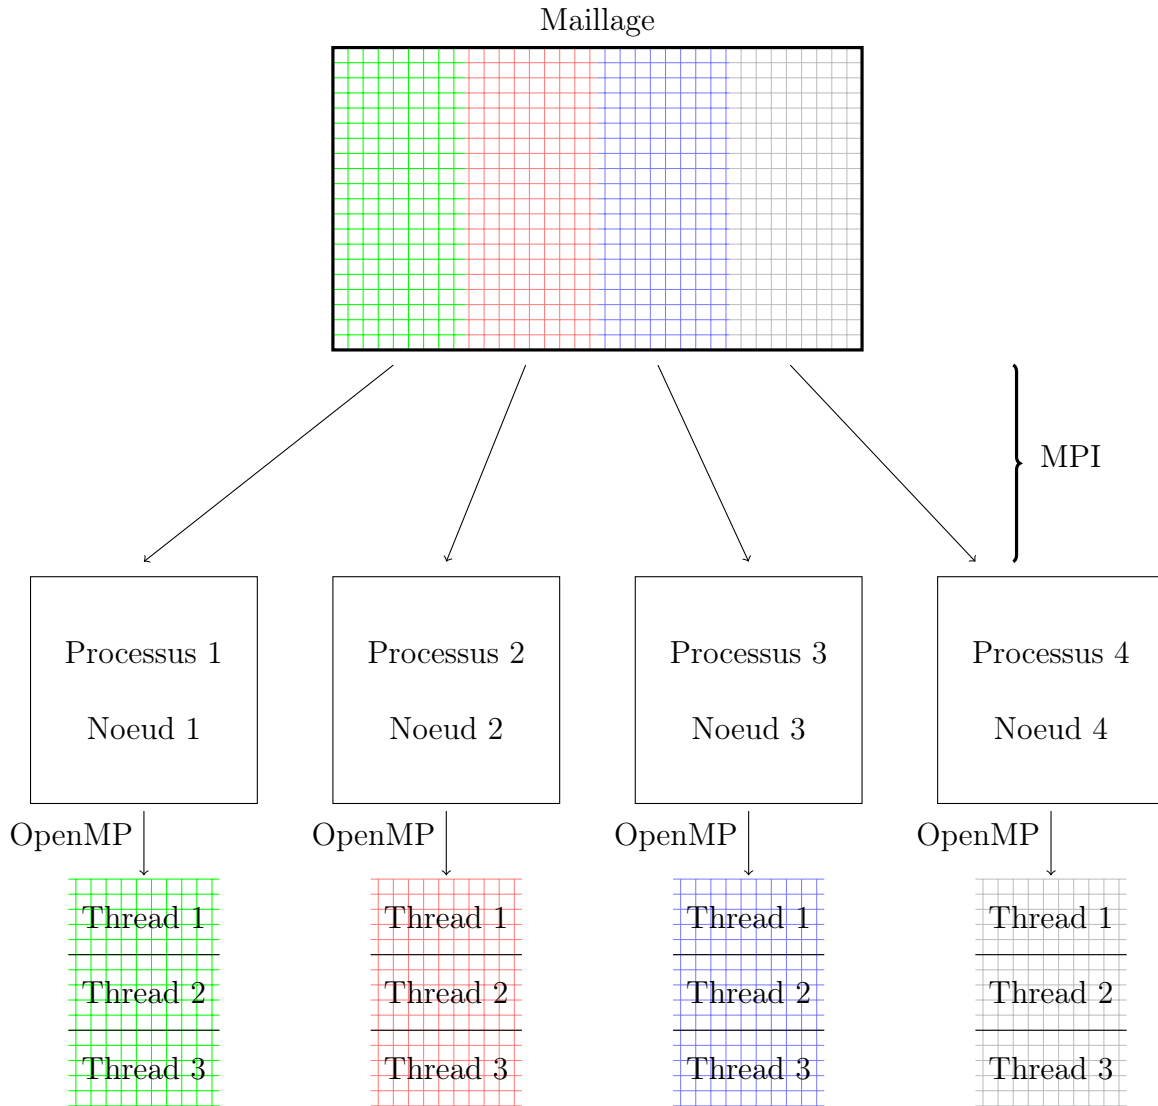 Maillage
MPI
Processus 1
Noeud 1
Processus 2
Noeud 2
Processus 3
Noeud 3
Processus 4
Noeud 4
OpenMP
OpenMP
OpenMP
OpenMP
Thread 1
Thread 2
Thread 3
Thread 1
Thread 2
Thread 3
Thread 1
Thread 2
Thread 3
Thread 1
Thread 2
Thread 3